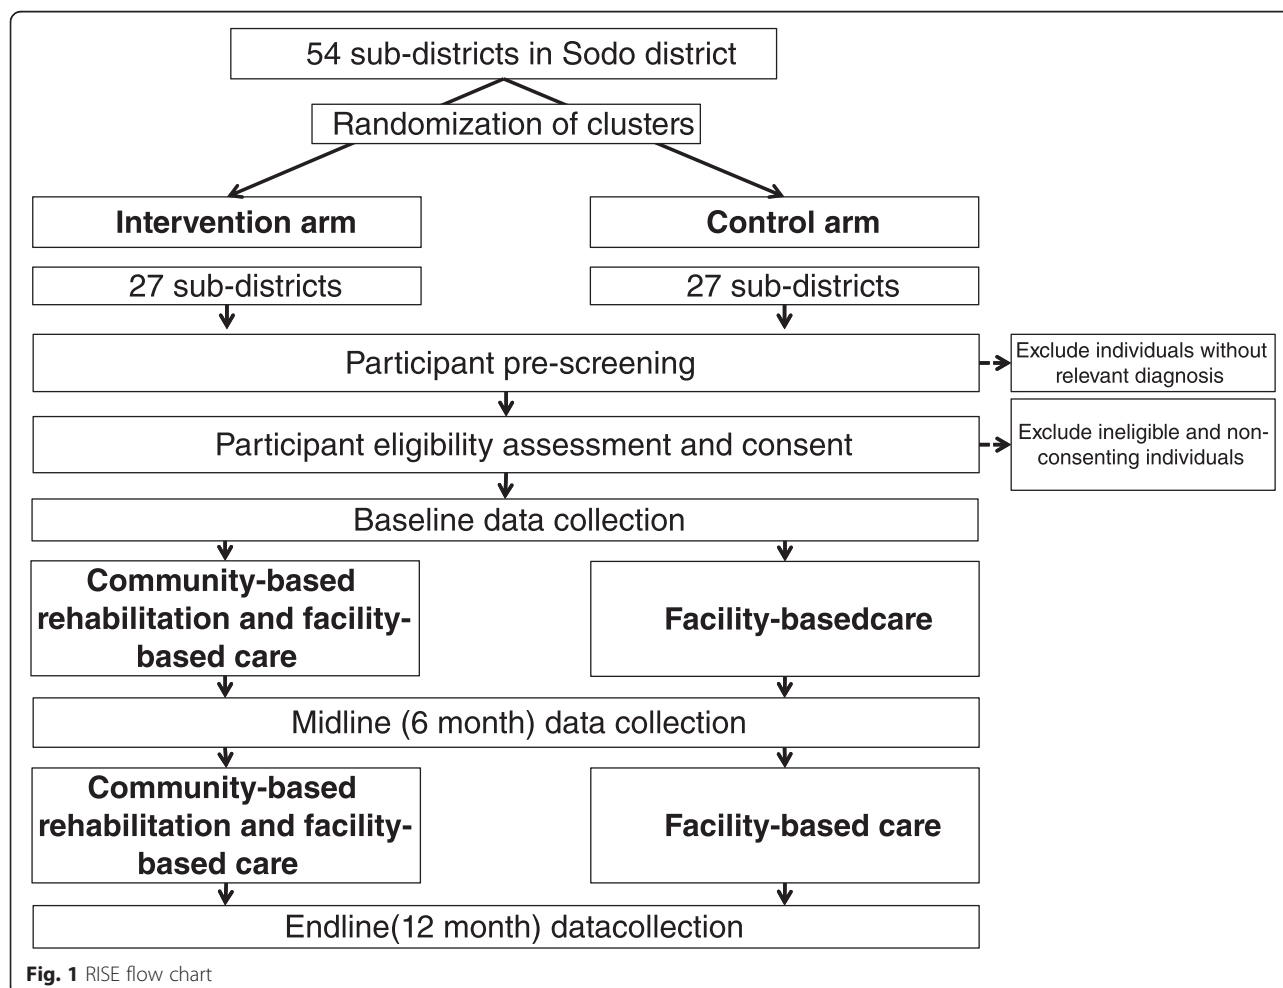 54 sub-districts in Sodo district
Randomization of clusters
Intervention arm
Control arm
27 sub-districts
27 sub-districts
Participant pre-screening
Exclude individuals without
relevant diagnosis
Participant eligibility assessment and consent
Exclude ineligible and non-
consenting individuals
Baseline data collection
Community-based
rehabilitation and facility-
based care
Facility-basedcare
Midline (6 month) data collection
Community-based
rehabilitation and facility-
based care
Facility-based care
Endline(12 month) datacollection
Fig. 1 RISE flow chart